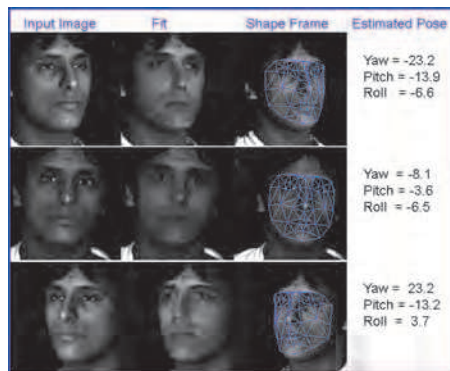 Input Image Fit Shape Frame Estimated Pose
Yaw = -23.2
Pitch = -13.9
Roll = -6.6
Yaw = -8.1
Pitch = -3.6
Roll = -6.5
Yaw = 23.2
Pitch = -13.2
Roll = 3.7